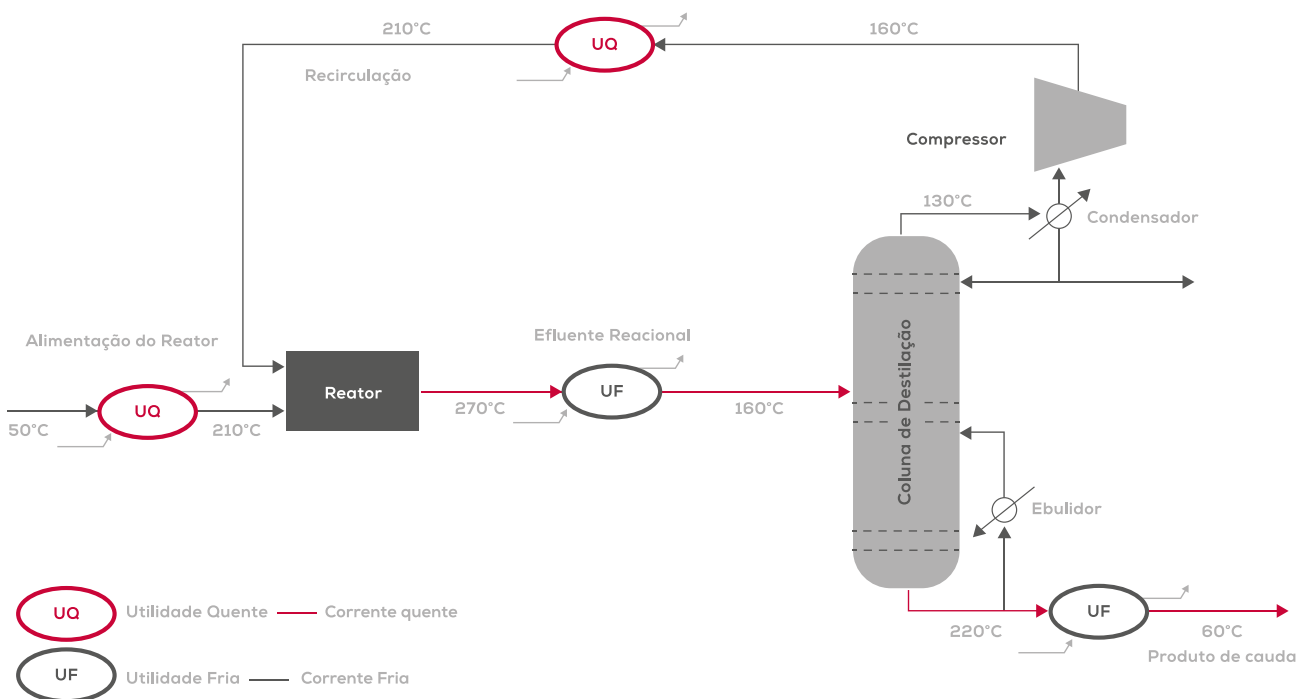 210°C
UQ
160°C
Recirculação
Compressor
130°C
Condensador
Alimentação do Reator
Efluente Reacional
Reator
UQ
UF
50°C
210°C
270°C
160°C
Coluna de Destilação
Ebulidor
UQ
Utilidade Quente
Corrente quente
UF
220°C
60°C
Produto de cauda
UF
Utilidade Fria
Corrente Fria